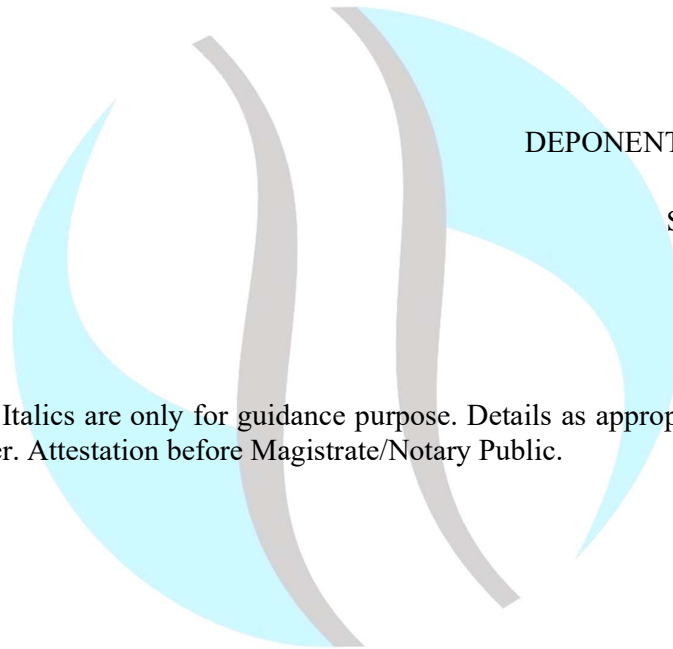 DEPONENT
S
Italics are only for guidance purpose. Details as approp
er. Attestation before Magistrate/Notary Public.